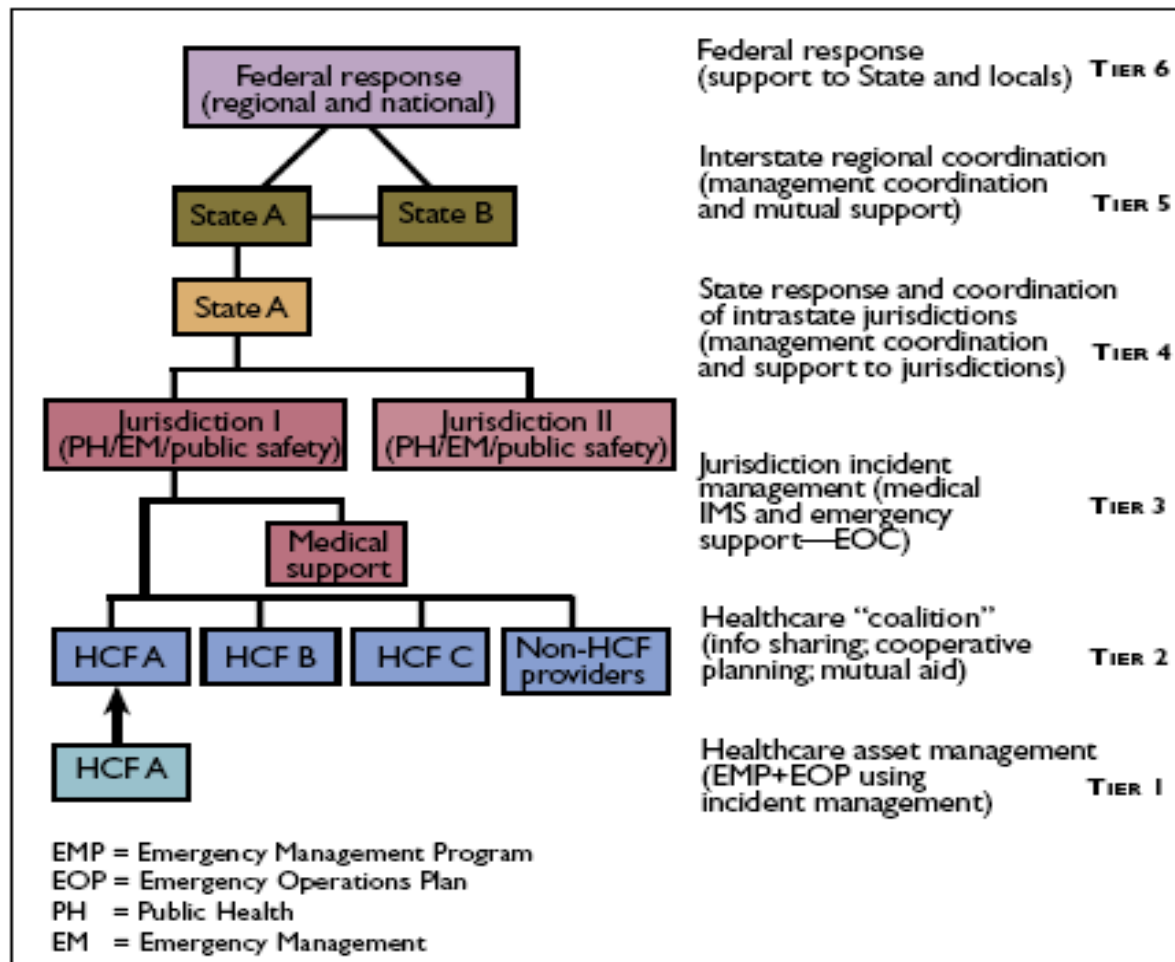 Federal response
(regional and national)
Federal response
(support to State and locals) TIER 6
State A
State B
Interstate regional coordination
(management coordination
and mutual support) TIER 5
State A
State response and coordination
of intrastate jurisdictions
(management coordination
and support to jurisdictions) TIER 4
Jurisdiction I
(PH/EM/public safety)
Jurisdiction II
(PH/EM/public safety)
Medical
support
Jurisdiction incident
management (medical
IMS and emergency
support—EOC) TIER 3
HCF A
HCF B
HCF C
Non-HCF
providers
Healthcare “coalition”
(info sharing; cooperative
planning; mutual aid) TIER 2
HCF A
Healthcare asset management
(EMP+EOP using
incident management) TIER 1
EMP = Emergency Management Program
EOP = Emergency Operations Plan
PH = Public Health
EM = Emergency Management